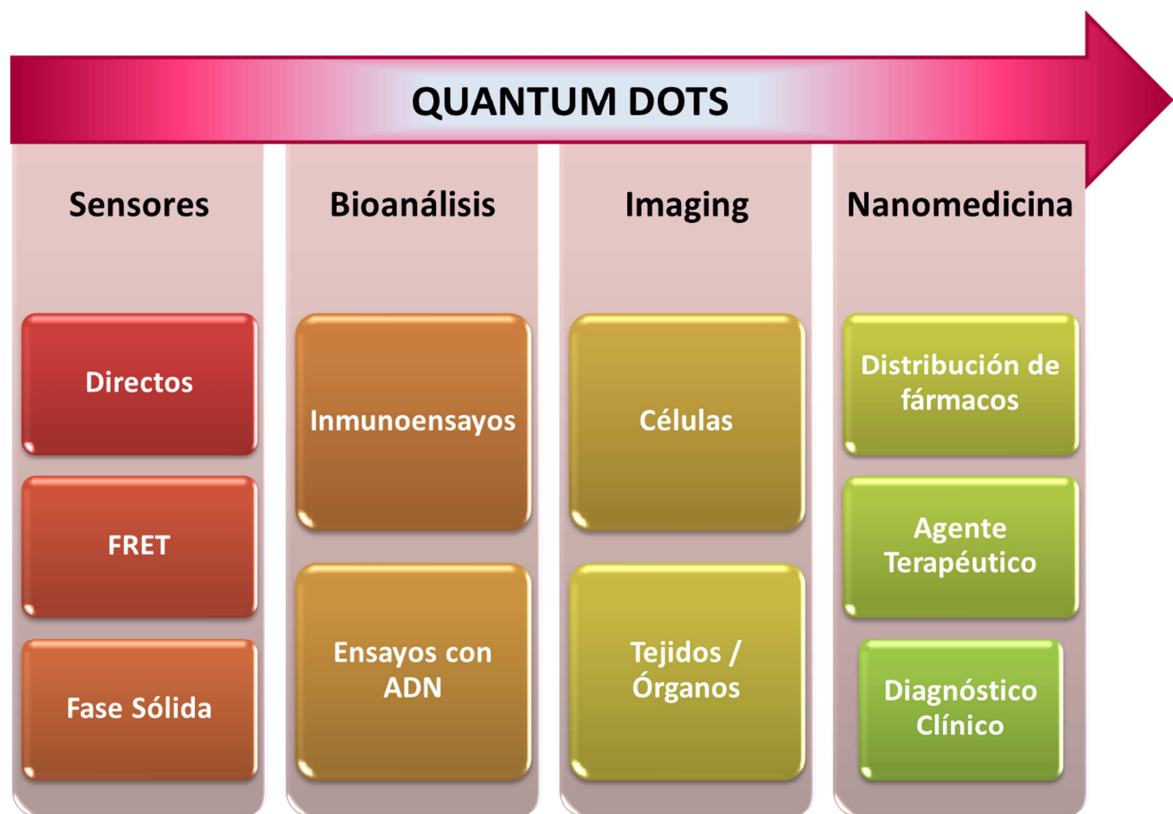 QUANTUM DOTS
Sensores
Directos
FRET
Fase Sólida
Bioanálisis
Inmunoensayos
Ensayos con
ADN
Imaging
Células
Tejidos /
Órganos
Nanomedicina
Distribución de
fármacos
Agente
Terapéutico
Diagnóstico
Clínico